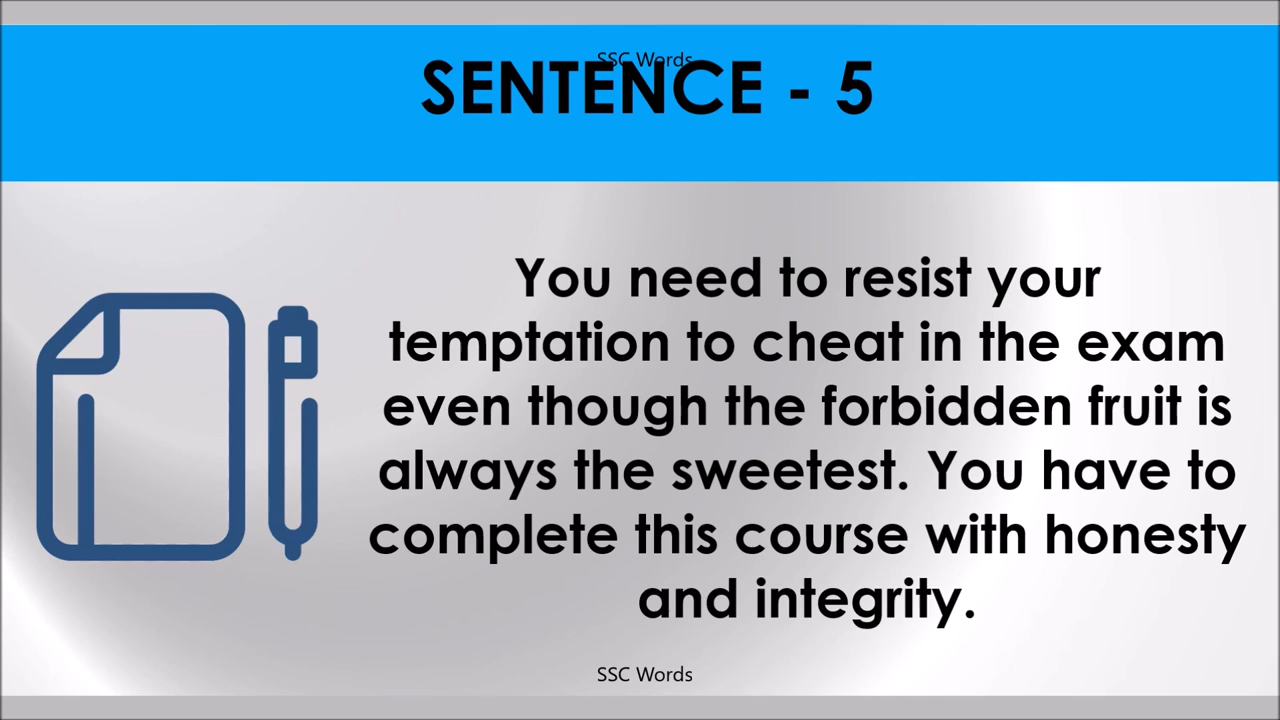 SSC Words
SENTENCE - 5
You need to resist your
temptation to cheat in the exam
even though the forbidden fruit is
always the sweetest. You have to
complete this course with honesty
and integrity.
SSC Words